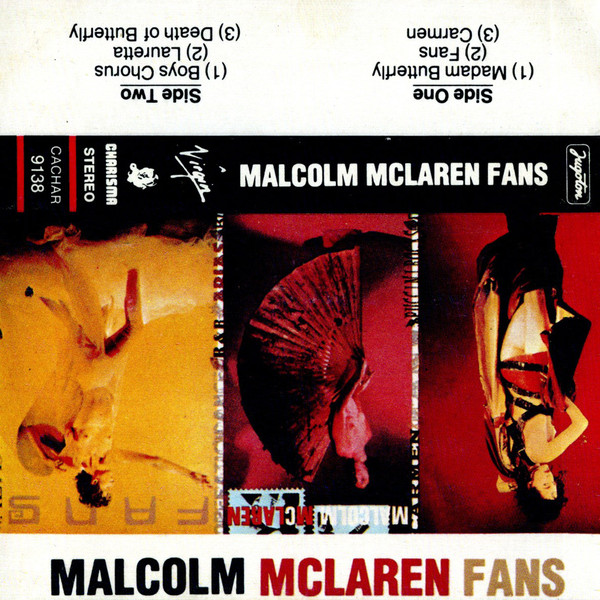 Side One
(1) Madam Butterfly
(2) Fans
(3) Carmen
Side Two
(1) Boys Chorus
(2) Lauretta
(3) Death of Butterfly
CACHAR
9138
STEREO
CHARISMA
Virgin
MALCOLM MCLAREN FANS
Jugoton
R&B
CARMEN
FANS
MALCOLM MCLAREN
MALCOLM MCLAREN FANS